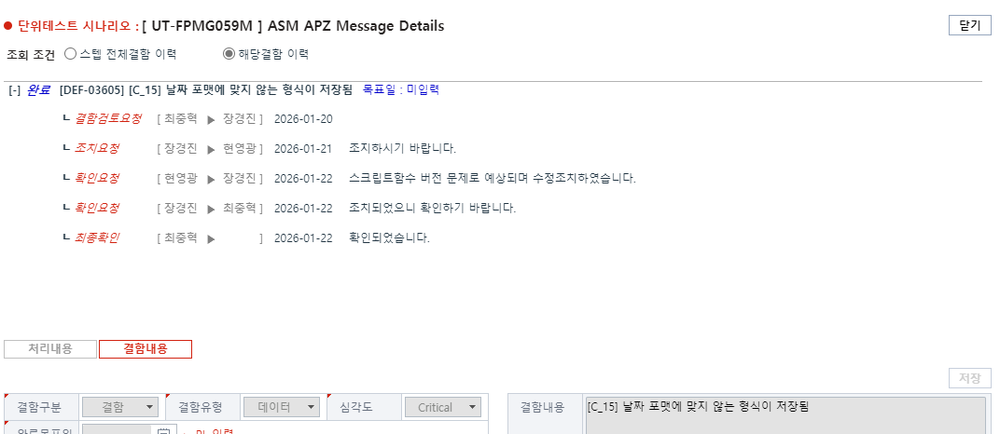 단위테스트 시나리오 : [ UT-FPMG059M ] ASM APZ Message Details 닫기
조회 조건 스텝 전체결함 이력 해당결함 이력
[-] 완료 [DEF-03605] [C_15] 날짜 포맷에 맞지 않는 형식이 저장됨 목표일 : 미입력
ㄴ 결함검토요청 [ 최중혁 ▶ 장경진 ] 2026-01-20
ㄴ 조치요청 [ 장경진 ▶ 현영광 ] 2026-01-21 조지하시기 바랍니다.
ㄴ 확인요청 [ 현영광 ▶ 장경진 ] 2026-01-22 스크립트함수 버전 문제로 예상되며 수정조치하였습니다.
ㄴ 확인요청 [ 장경진 ▶ 최중혁 ] 2026-01-22 조치되었으니 확인하기 바랍니다.
ㄴ 최종확인 [ 최중혁 ▶ ] 2026-01-22 확인되었습니다.
처리내용 결함내용
저장
결함구분 결함 결함유형 데이터 심각도 Critical 결함내용 [C_15] 날짜 포맷에 맞지 않는 형식이 저장됨